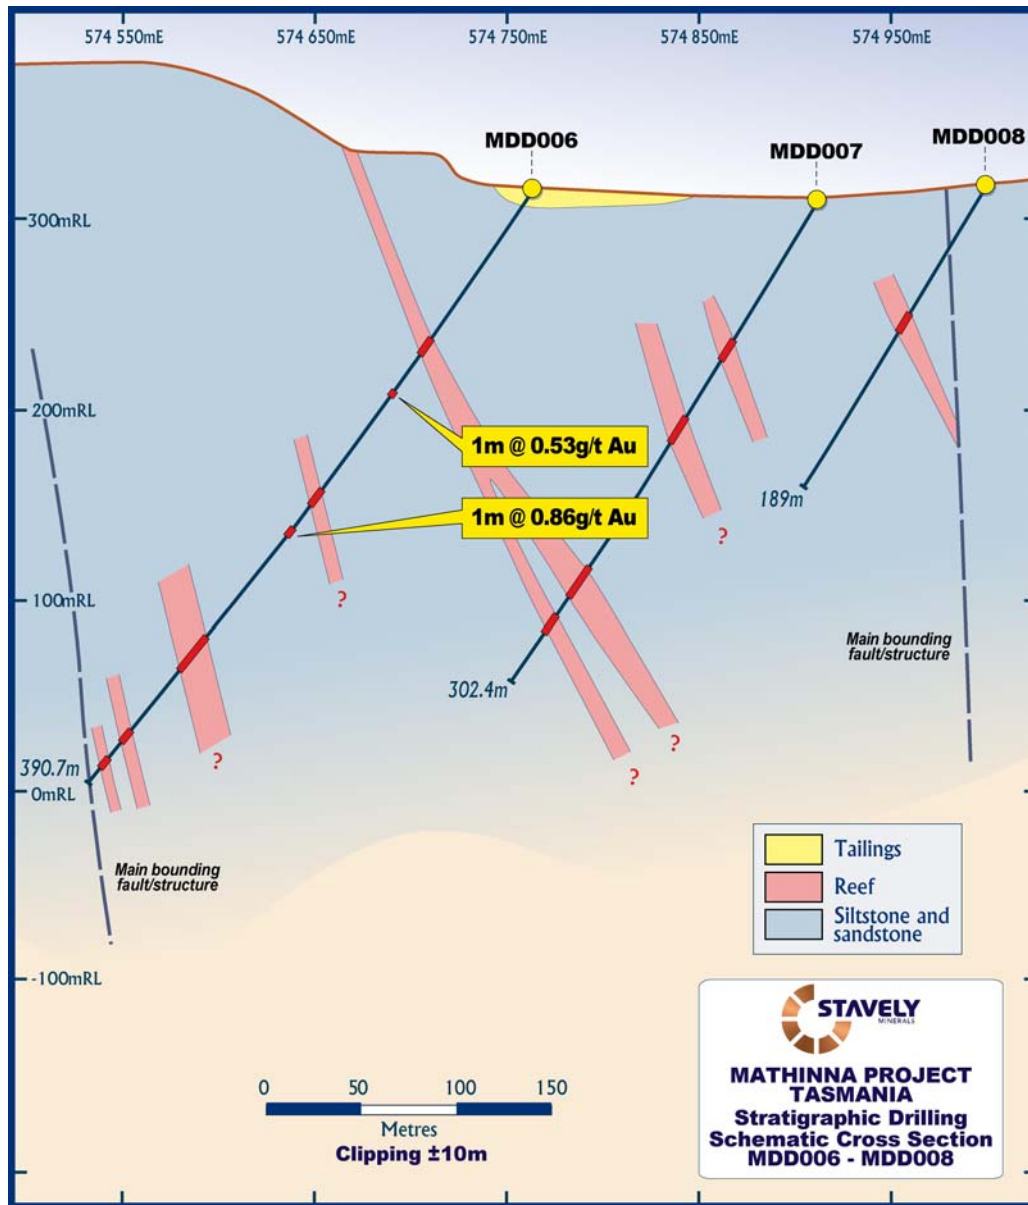 574 550mE
574 650mE
574 750mE
574 850mE
574 950mE
MDD006
MDD007
MDD008
300mRL
200mRL
100mRL
0mRL
-100mRL
1m @ 0.53g/t Au
1m @ 0.86g/t Au
189m
302.4m
390.7m
?
?
?
?
?
Main bounding
fault/structure
Main bounding
fault/structure
Tailings
Reef
Siltstone and
sandstone
0
50
100
150
Metres
Clipping ±10m
STAVELY
MINERALS
MATHINNA PROJECT
TASMANIA
Stratigraphic Drilling
Schematic Cross Section
MDD006 - MDD008